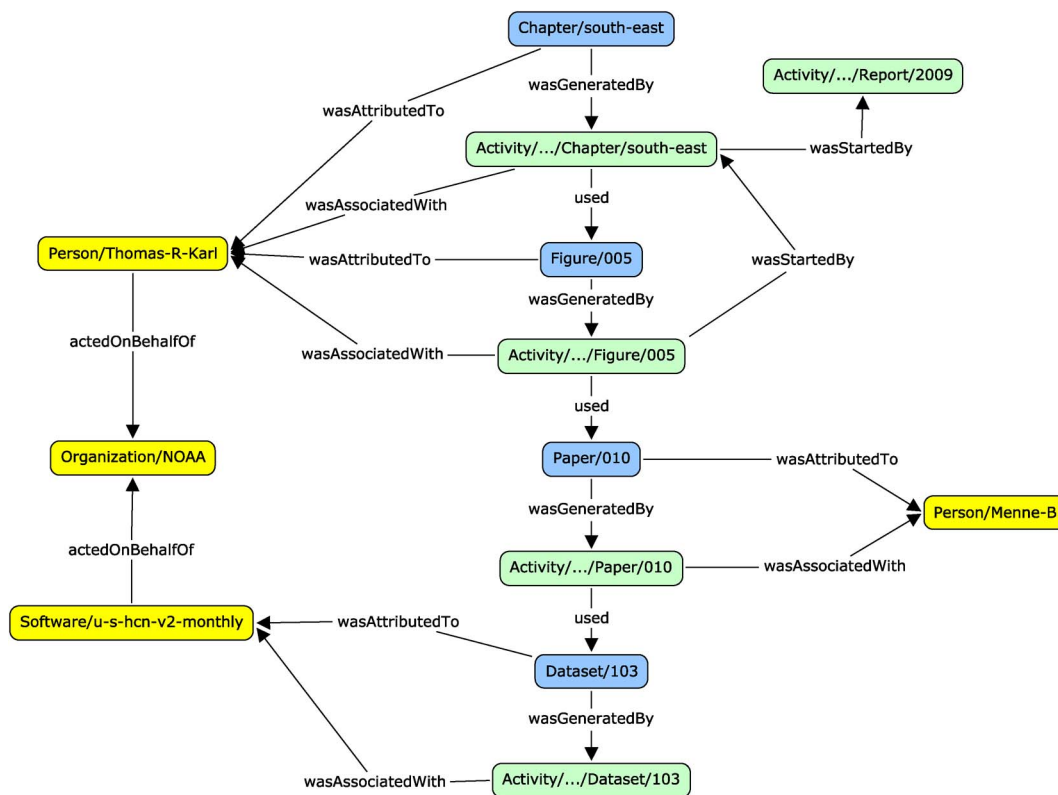 Chapter/south-east
Activity/.../Report/2009
wasGeneratedBy
wasAttributedTo
Activity/.../Chapter/south-east
wasStartedBy
used
wasAssociatedWith
Person/Thomas-R-Karl
wasAttributedTo
Figure/005
wasStartedBy
wasGeneratedBy
actedOnBehalfOf
wasAssociatedWith
Activity/.../Figure/005
used
Organization/NOAA
Paper/010
wasAttributedTo
wasGeneratedBy
Person/Menne-B
actedOnBehalfOf
Activity/.../Paper/010
wasAssociatedWith
Software/u-s-hcn-v2-monthly
wasAttributedTo
used
Dataset/103
wasGeneratedBy
wasAssociatedWith
Activity/.../Dataset/103